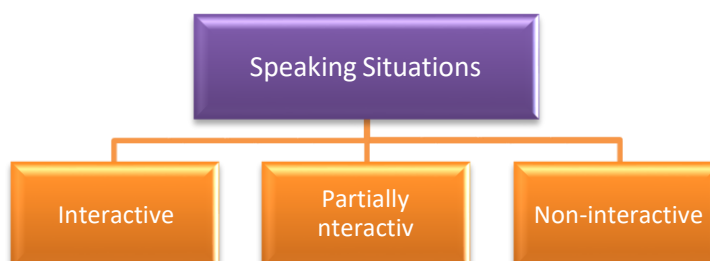 Speaking Situations
Interactive
Partially
nteractiv
Non-interactive